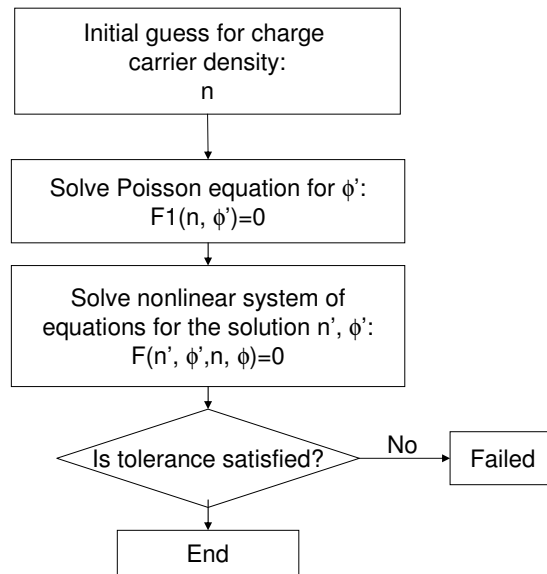 Initial guess for charge
carrier density:
n
Solve Poisson equation for ϕ’:
F1(n, ϕ’)=0
Solve nonlinear system of
equations for the solution n’, ϕ’:
F(n’, ϕ’,n, ϕ)=0
Is tolerance satisfied?
No
Failed
End